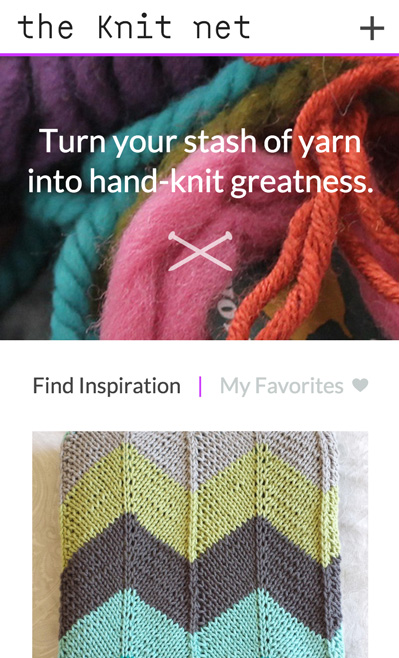 the Knit net
Turn your stash of yarn
into hand-knit greatness.
Find Inspiration | My Favorites